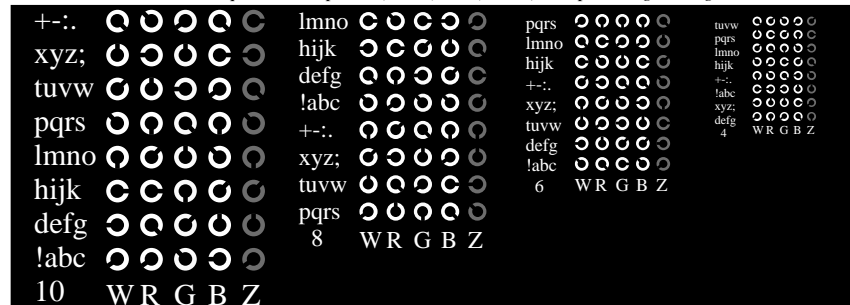 +-:.
xyz;
tuvw
pqrs
lmno
hijk
defg
!abc
10 W R G B Z
lmno
hijk
defg
!abc
+-:.
xyz;
tuvw
pqrs
8 W R G B Z
pqrs
lmno
hijk
+-:.
xyz;
tuvw
defg
!abc
6 W R G B Z
tuvw
pqrs
lmno
hijk
+-:.
!abc
xyz;
defg
4 W R G B Z